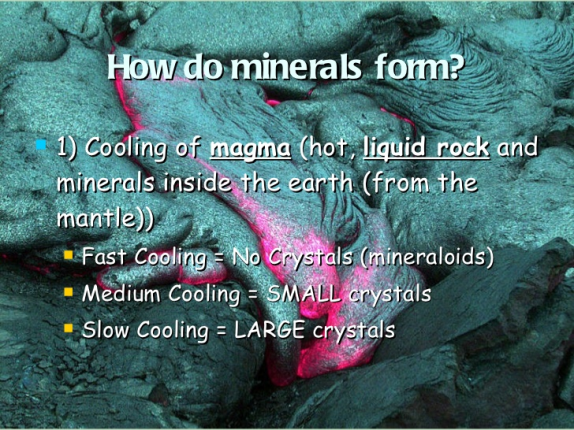 How do minerals form?
1) Cooling of magma (hot, liquid rock and
minerals inside the earth (from the
mantle))
Fast Cooling = No Crystals (mineraloids)
Medium Cooling = SMALL crystals
Slow Cooling = LARGE crystals